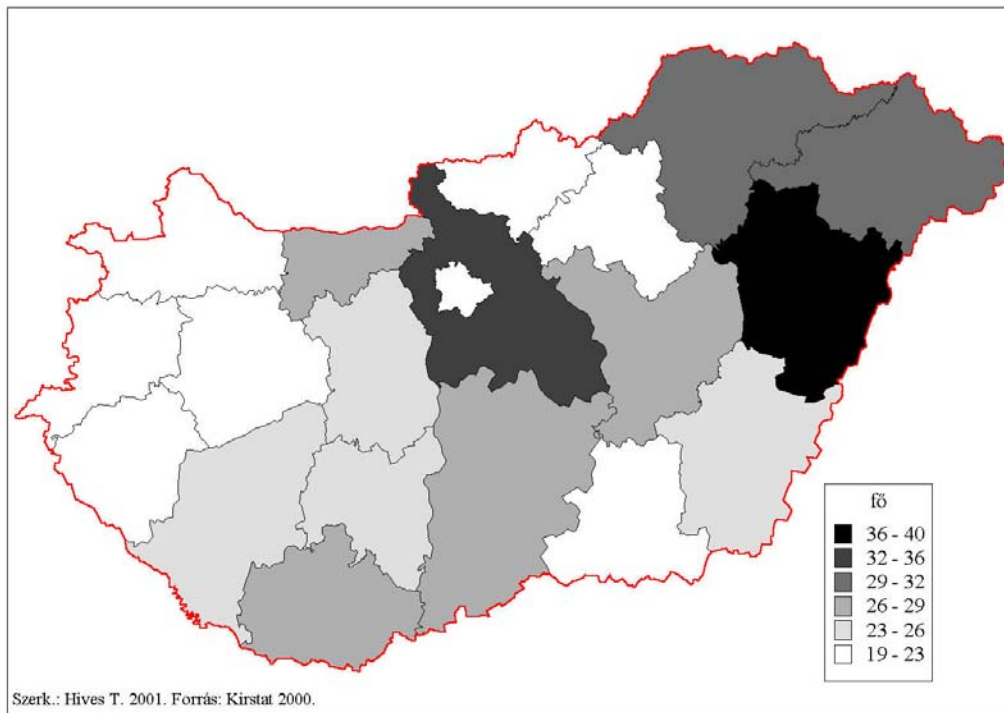 fő
36 - 40
32 - 36
29 - 32
26 - 29
23 - 26
19 - 23
Szerk.: Hives T. 2001. Forrás: Kirstat 2000.